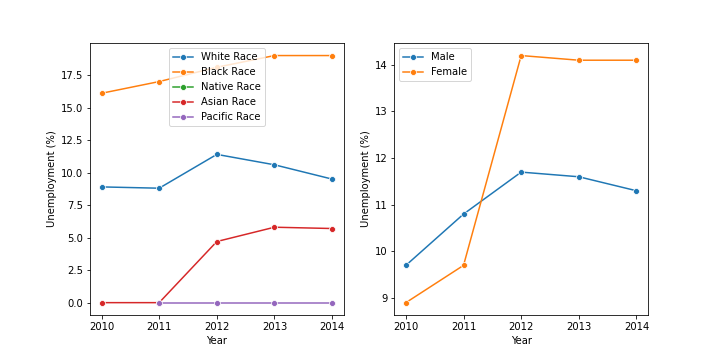 White Race
Black Race
Native Race
Asian Race
Pacific Race
Unemployment (%)
17.5
15.0
12.5
10.0
7.5
5.0
2.5
0.0
2010 2011 2012 2013 2014
Year
Male
Female
Unemployment (%)
14
13
12
11
10
9
2010 2011 2012 2013 2014
Year